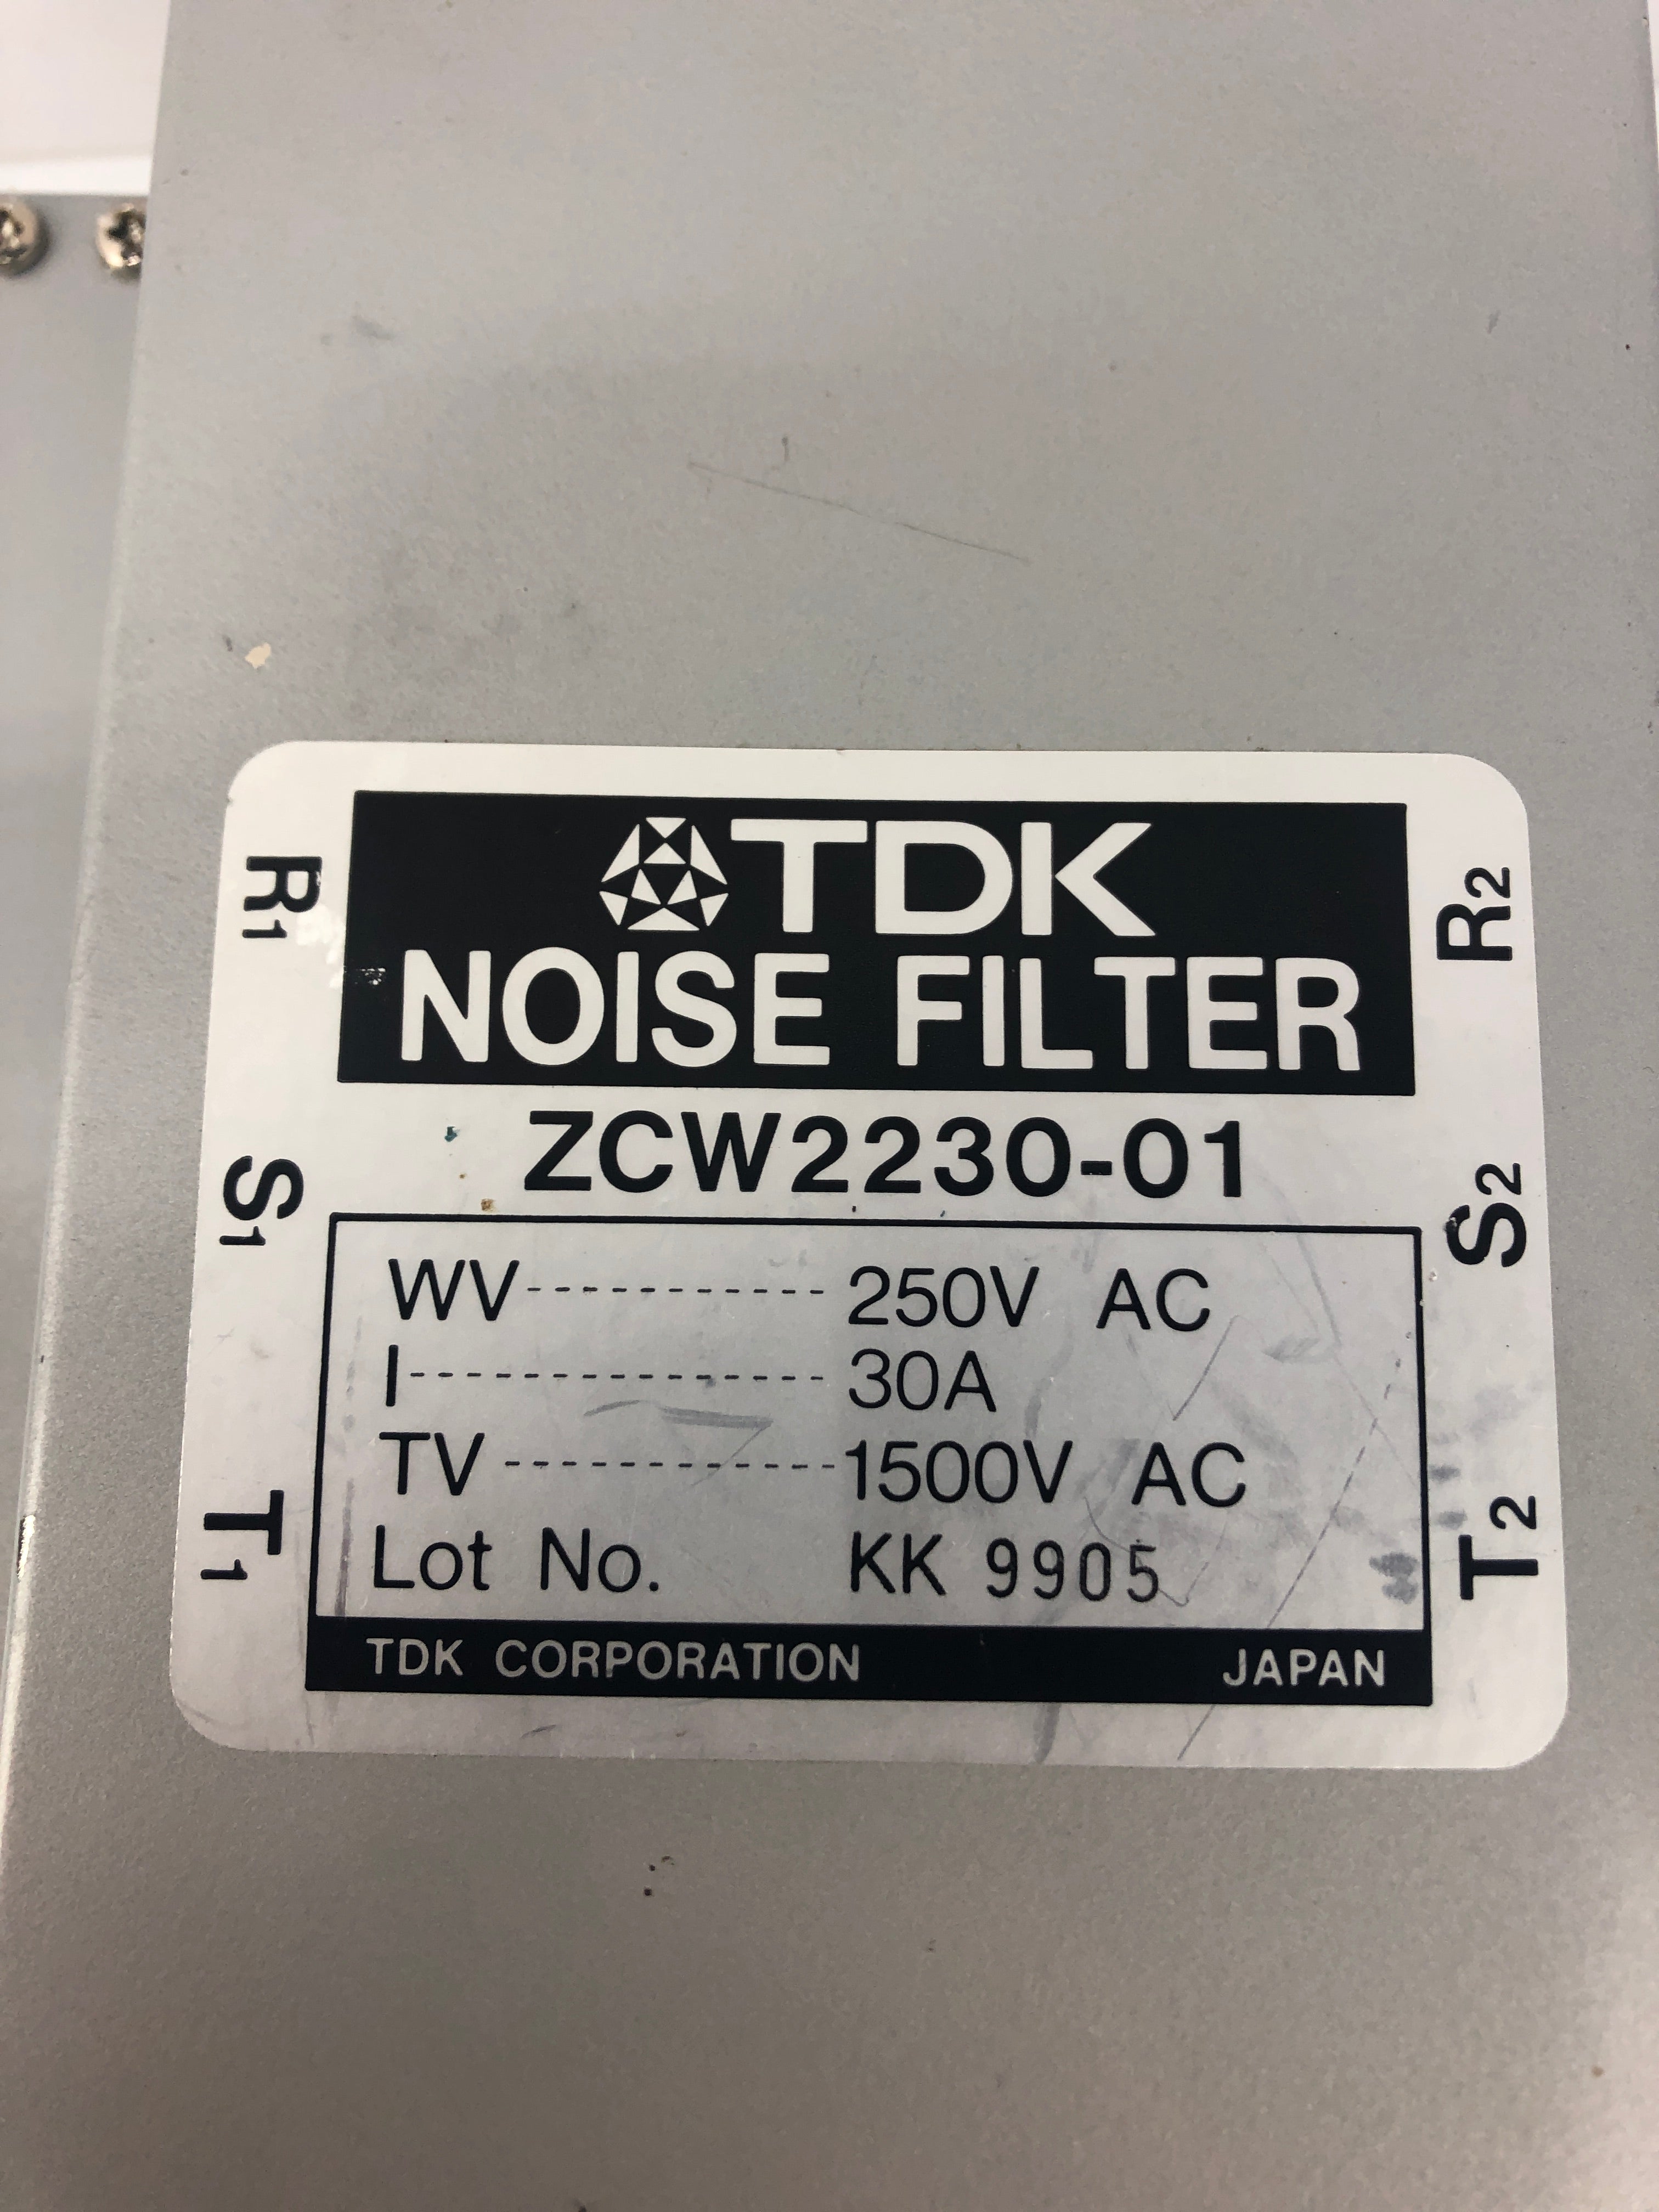 TDK
NOISE FILTER
ZCW2230-01
R1
S1
T1
R2
S2
T2
WV------------250V AC
I----------------30A
TV-------------1500V AC
Lot No. KK 9905
TDK CORPORATION JAPAN